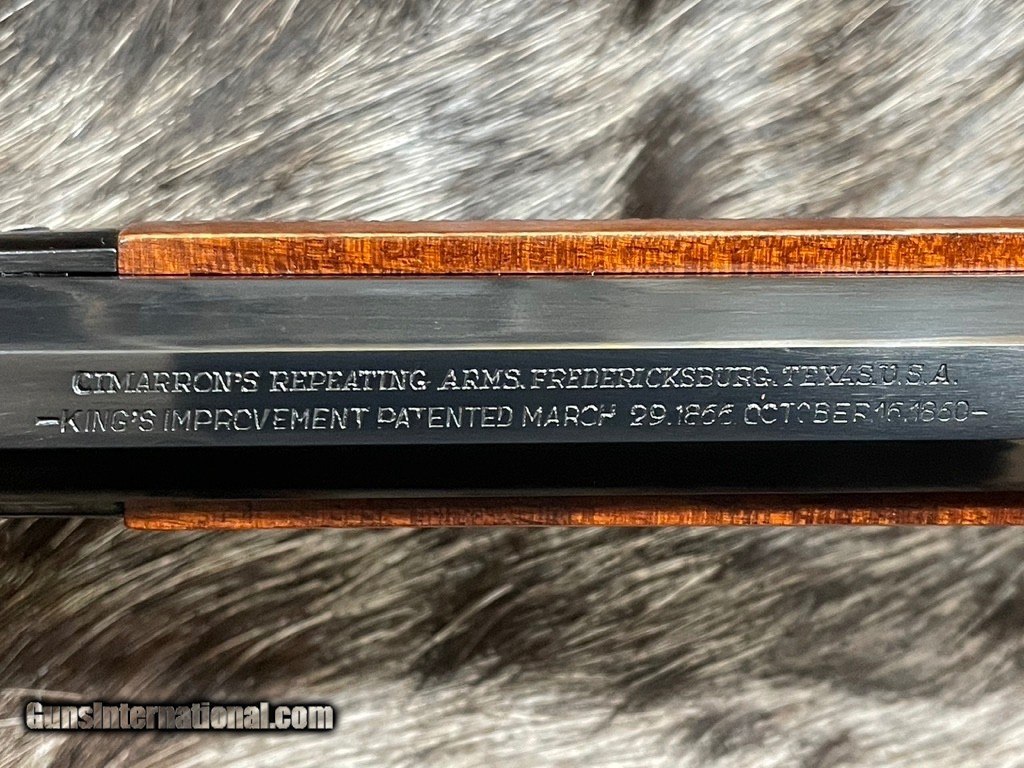 CIMARRON'S REPEATING ARMS. FREDERICKSBURG. TEXAS. U.S.A.
-KING'S IMPROVEMENT PATENTED MARCH 29.1866. OCTOBER 16.1860-
GunsInternational.com